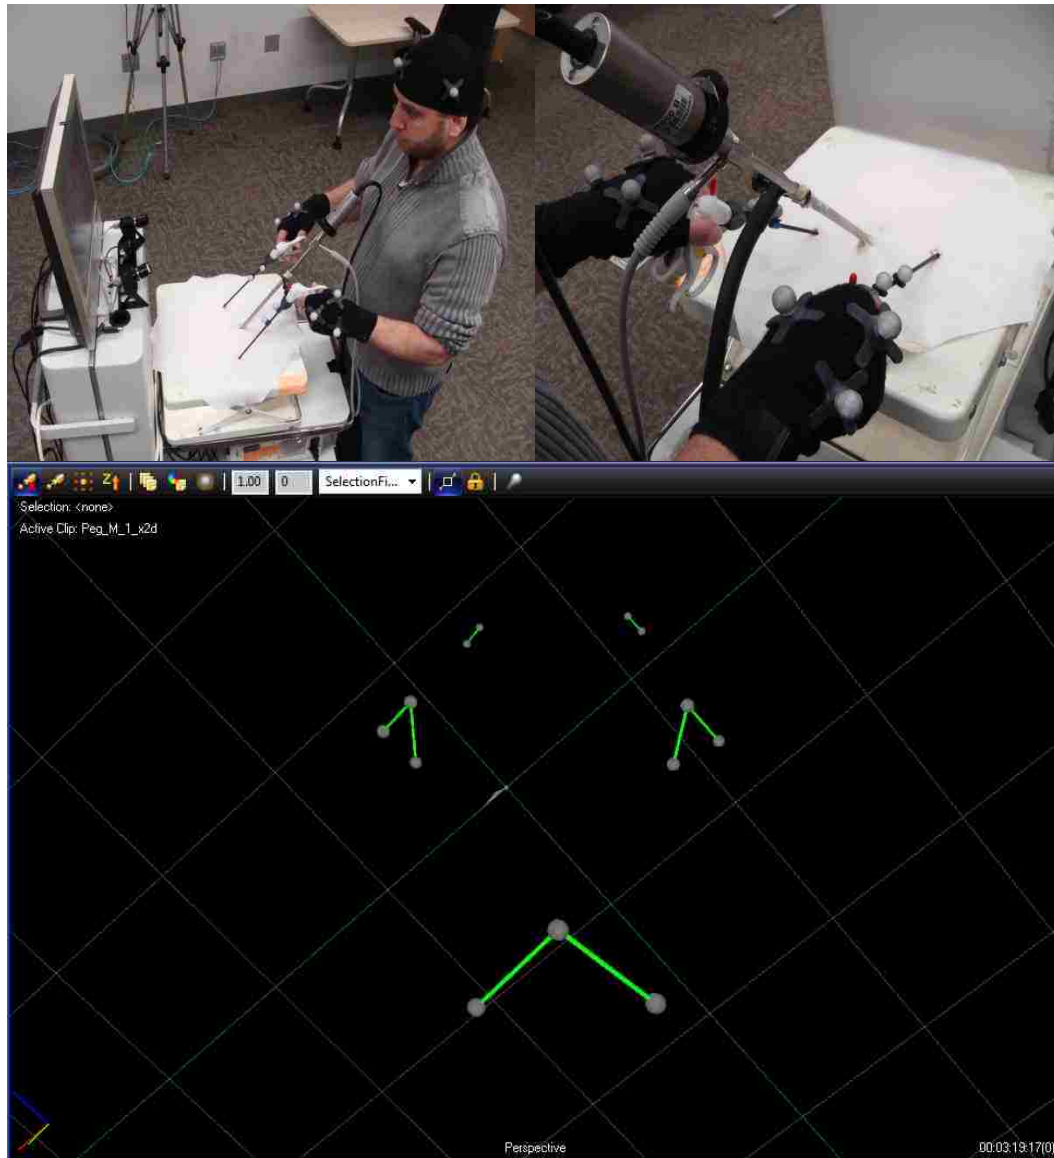 1.00 0 SelectionFi...
Selection: <none>
Active Clip: Peg_M_1_x2d
Perspective
00:03:19:17(0)